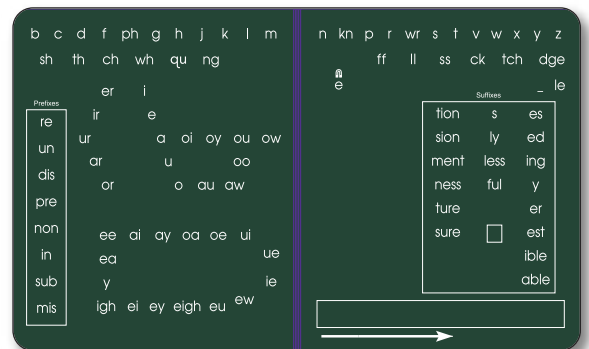 b c d f ph g h j k l m
sh th ch wh qu ng
er i
Prefixes
re
un
dis
pre
non
in
sub
mis
ir e
ur a oi oy ou ow
ar u oo
or o au aw
ee ai ay oa oe ui
ea ue
y ie
igh ei ey eigh eu ew
n kn p r wr s t v w x y z
ff ll ss ck tch dge
e _ le
Suffixes
tion s es
sion ly ed
ment less ing
ness ful y
ture er
sure est
ible
able